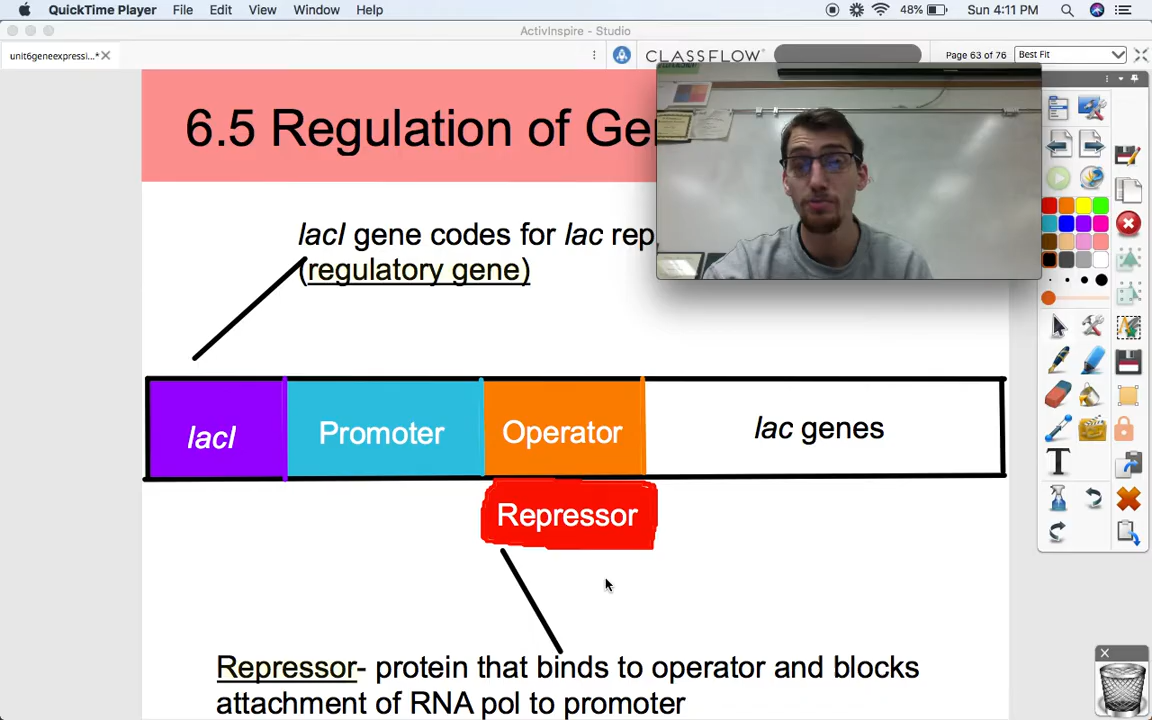 QuickTime Player File Edit View Window Help 48% Sun 4:11 PM
ActivInspire - Studio
unit6geneexpressi...* CLASSFLOW Page 63 of 76 Best Fit
6.5 Regulation of Ge
lacI gene codes for lac rep
(regulatory gene)
lacI Promoter Operator lac genes
Repressor
Repressor- protein that binds to operator and blocks
attachment of RNA pol to promoter